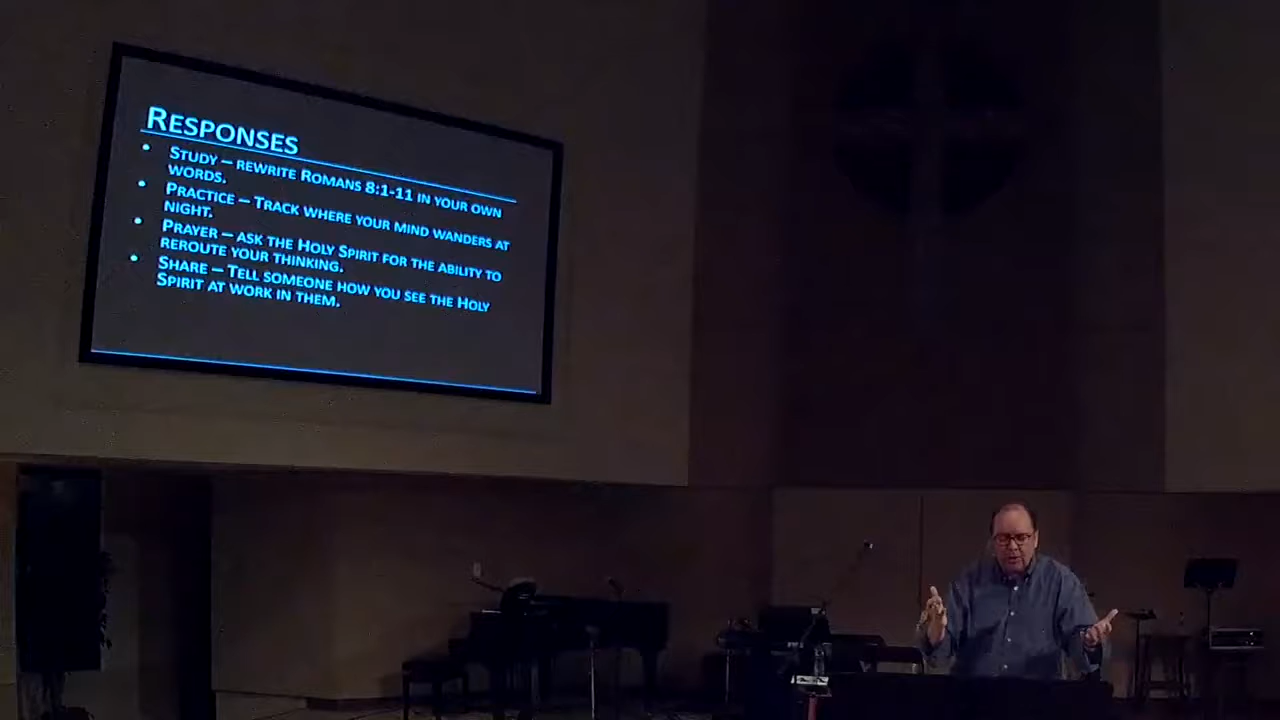 RESPONSES
• STUDY – REWRITE ROMANS 8:1-11 IN YOUR OWN
WORDS.
• PRACTICE – TRACK WHERE YOUR MIND WANDERS AT
NIGHT.
• PRAYER – ASK THE HOLY SPIRIT FOR THE ABILITY TO
REROUTE YOUR THINKING.
• SHARE – TELL SOMEONE HOW YOU SEE THE HOLY
SPIRIT AT WORK IN THEM.